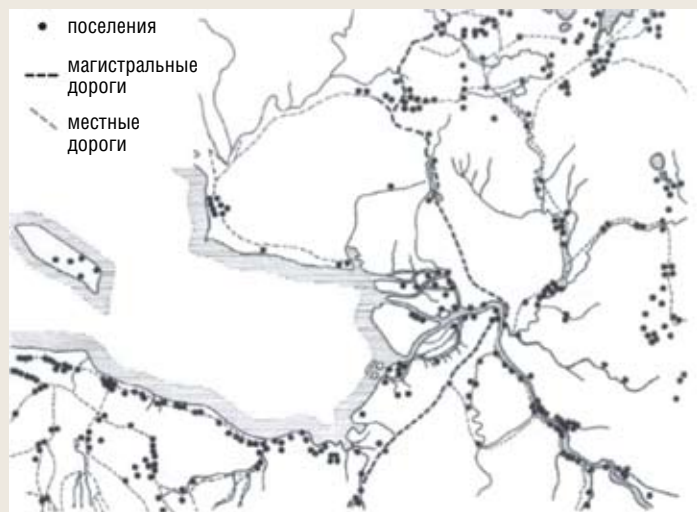 поселения
магистральные
дороги
местные
дороги